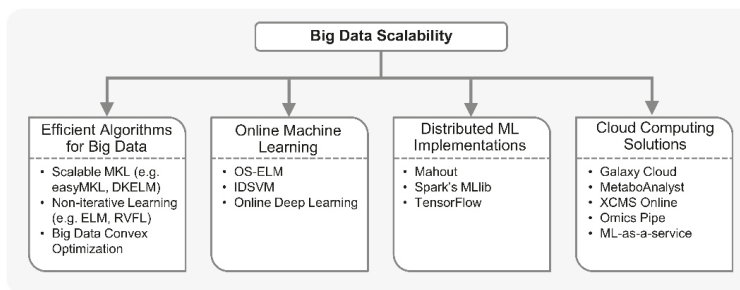 Big Data Scalability
Efficient Algorithms
for Big Data
• Scalable MKL (e.g.
easyMKL, DKELM)
• Non-iterative Learning
(e.g. ELM, RVFL)
• Big Data Convex
Optimization
Online Machine
Learning
• OS-ELM
• IDSVM
• Online Deep Learning
Distributed ML
Implementations
• Mahout
• Spark's MLlib
• TensorFlow
Cloud Computing
Solutions
• Galaxy Cloud
• MetaboAnalyst
• XCMS Online
• Omics Pipe
• ML-as-a-service